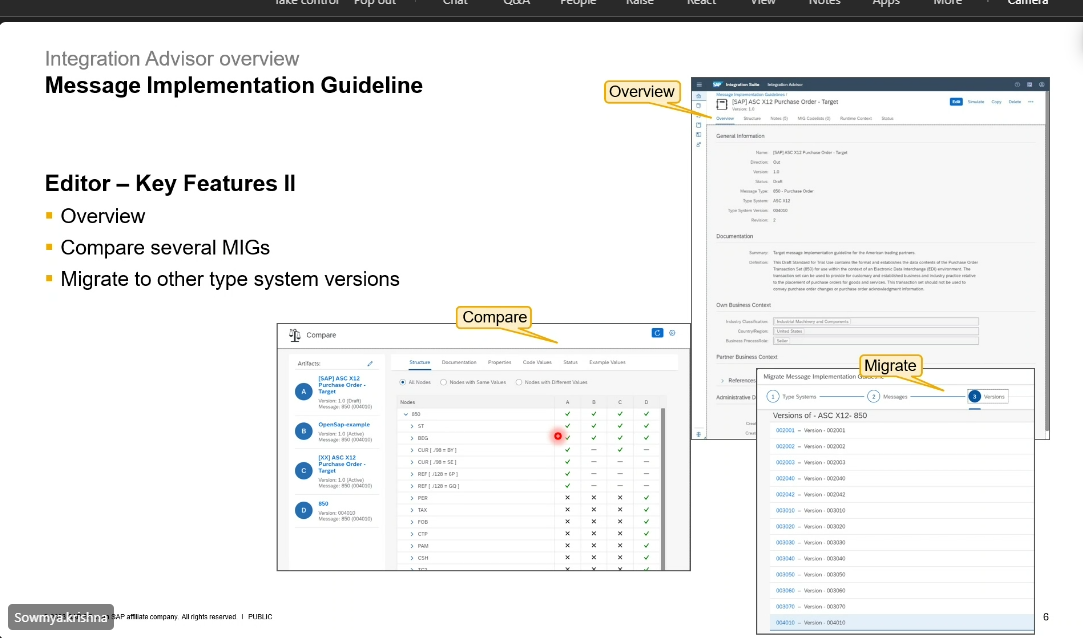 Take control Pop out Chat Q&A People Raise React View Notes Apps More Camera
Integration Advisor overview
Message Implementation Guideline
Editor – Key Features II
Overview
Compare several MIGs
Migrate to other type system versions
Overview
SAP Integration Suite Integration Advisor
Message Implementation Guidelines /
[SAP] ASC X12 Purchase Order - Target
Version: 1.0
Edit Simulate Copy Delete
Overview Structure Notes (0) MIG Codelists (0) Runtime Content Status
General Information
Name: [SAP] ASC X12 Purchase Order - Target
Direction: Out
Version: 1.0
Status: Draft
Message Type: 850 - Purchase Order
Type System: ASC X12
Type System Version: 004010
Revision: 2
Documentation
Summary: Target message implementation guideline for the American trading partners.
Definition: This Draft Standard for Trial Use contains the format and establishes the data contents of the Purchase Order
Transaction Set (850) for use within the context of an Electronic Data Interchange (EDI) environment. The
transaction set can be used to provide for customary and established business and industry practice relative
to the placement of purchase orders for goods and services. This transaction set should not be used to
convey purchase order changes or purchase order acknowledgment information.
Own Business Context
Industry Classification: Industrial Machinery and Components
Country/Region: United States
Business Process Role: Seller
Partner Business Context
References
Administrative D
Compare
Compare
Artifacts:
A
[SAP] ASC X12
Purchase Order -
Target
Version: 1.0 (Draft)
Message: 850 (004010)
B
OpenSap-example
Version: 1.0 (Active)
Message: 850 (004010)
C
[XX] ASC X12
Purchase Order -
Target
Version: 1.0 (Active)
Message: 850 (004010)
D
850
Version: 004010
Message: 850 (004010)
Structure Documentation Properties Code Values Status Example Values
All Nodes Nodes with Same Values Nodes with Different Values
Nodes A B C D
850
ST
BEG
CUR [ ./98 = BY ]
CUR [ ./98 = SE ]
REF [ ./128 = 6P ]
REF [ ./128 = GQ ]
PER
TAX
FOB
CTP
PAM
CSH
Migrate
Migrate Message Implementation Guideline
1 Type Systems 2 Messages 3 Versions
Versions of - ASC X12- 850
002001 – Version - 002001
002002 – Version - 002002
002003 – Version - 002003
002040 – Version - 002040
002042 – Version - 002042
003010 – Version - 003010
003020 – Version - 003020
003030 – Version - 003030
003040 – Version - 003040
003050 – Version - 003050
003060 – Version - 003060
003070 – Version - 003070
004010 – Version - 004010
Sowmya.krishna
SAP affiliate company. All rights reserved. I PUBLIC
6